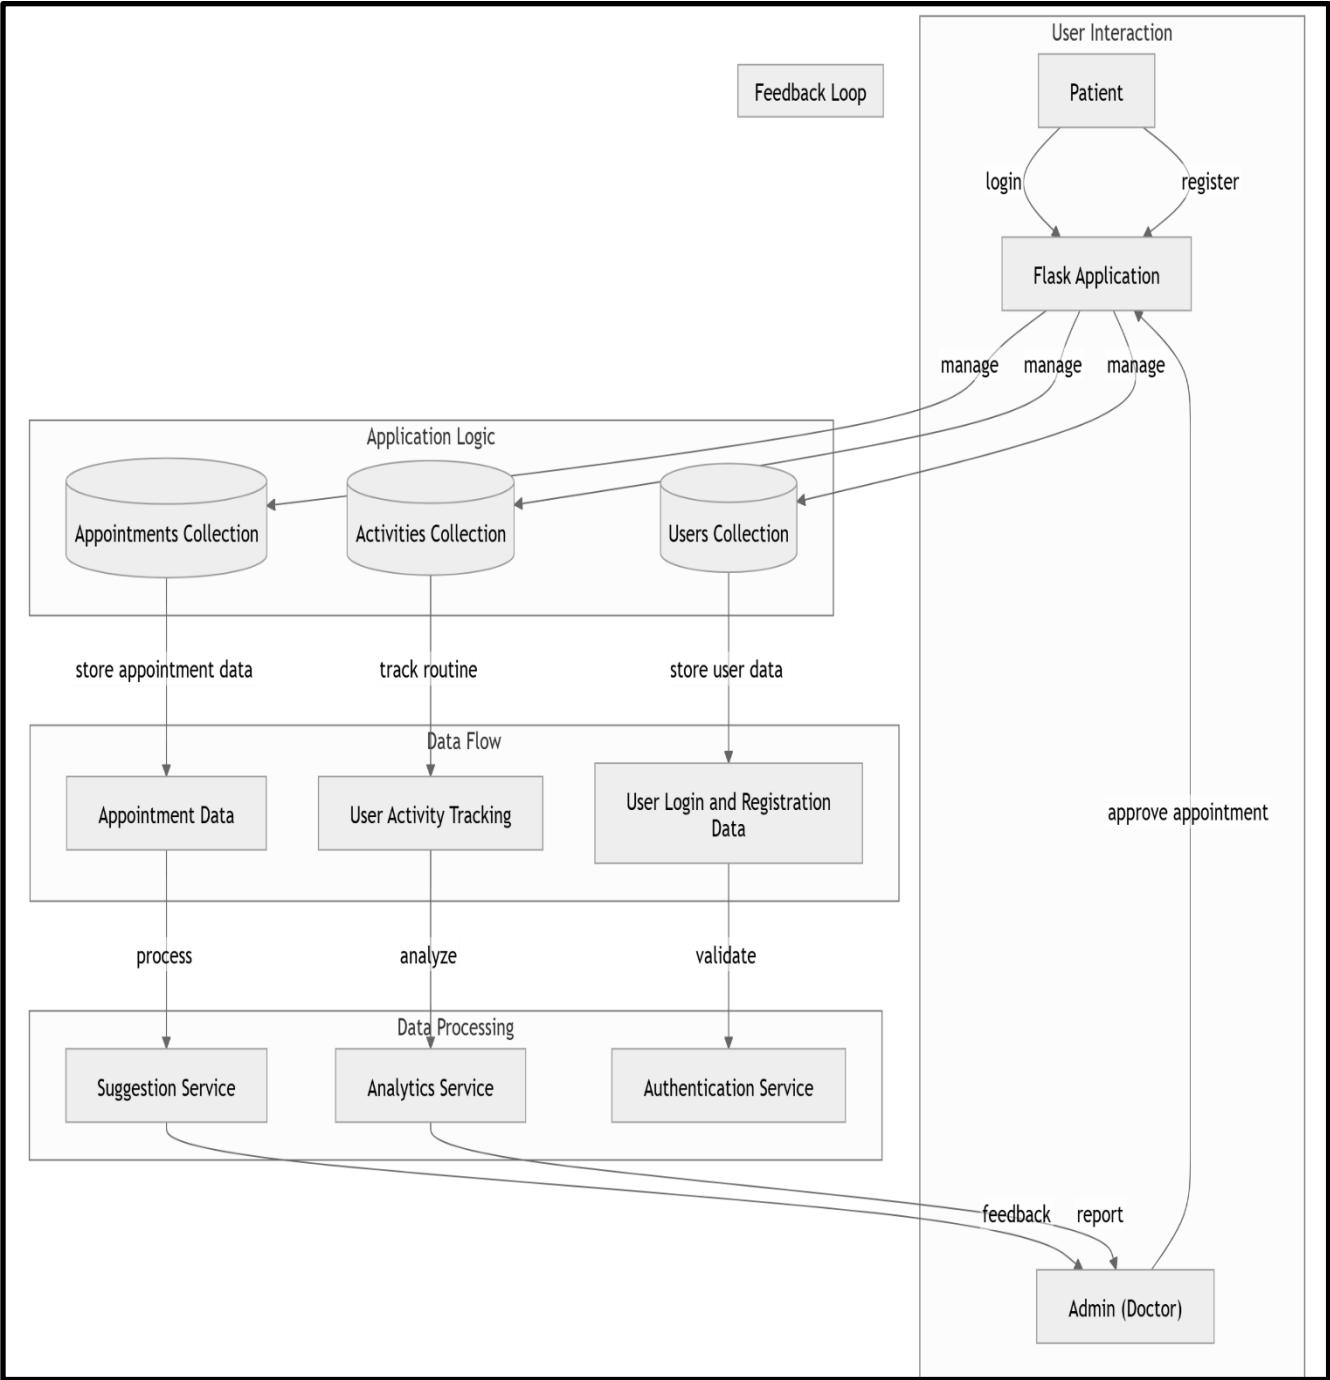 User Interaction
Feedback Loop
Patient
login
register
Flask Application
manage
manage
manage
Application Logic
Appointments Collection
Activities Collection
Users Collection
store appointment data
track routine
store user data
Data Flow
Appointment Data
User Activity Tracking
User Login and Registration
Data
approve appointment
process
analyze
validate
Data Processing
Suggestion Service
Analytics Service
Authentication Service
feedback
report
Admin (Doctor)